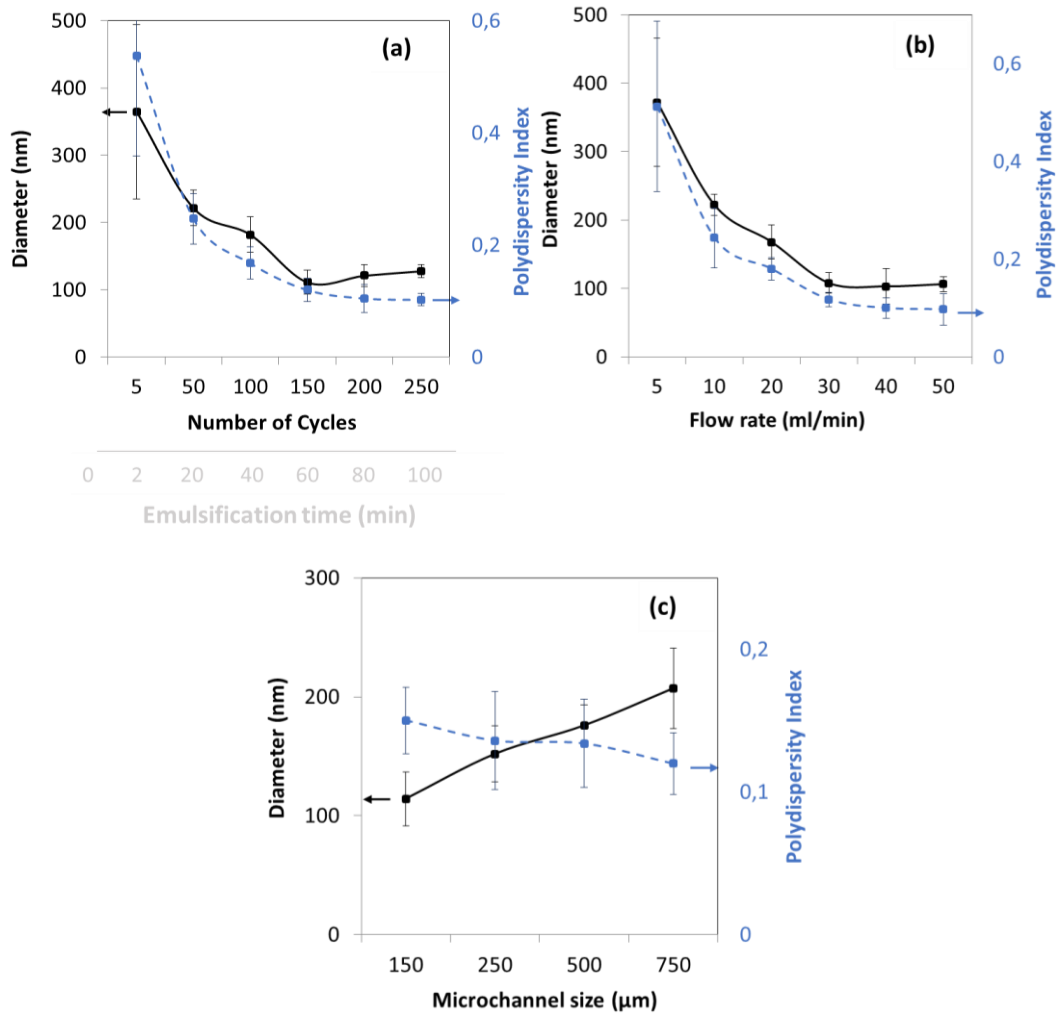 (a)
500
400
300
200
100
0
Diameter (nm)
0,6
0,4
0,2
0
Polydispersity Index
5 50 100 150 200 250
Number of Cycles
0 2 20 40 60 80 100
Emulsification time (min)
(b)
500
400
300
200
100
0
Diameter (nm)
0,6
0,4
0,2
0
Polydispersity Index
5 10 20 30 40 50
Flow rate (ml/min)
(c)
300
200
100
0
Diameter (nm)
0,2
0,1
0
Polydispersity Index
150 250 500 750
Microchannel size (µm)